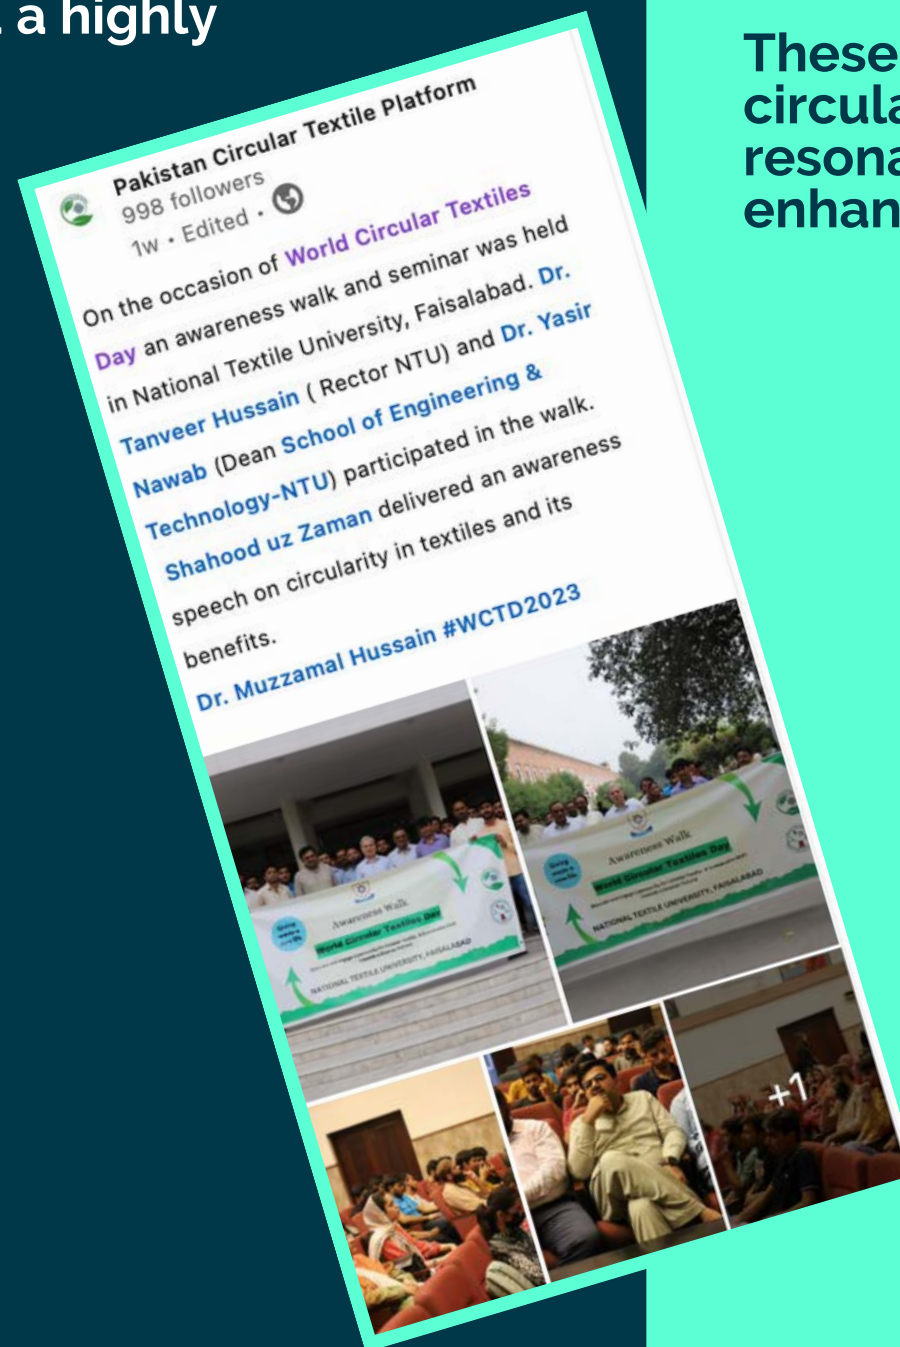 a highly
These
circula
resona
enhan
Pakistan Circular Textile Platform
998 followers
1w • Edited •
On the occasion of World Circular Textiles
Day an awareness walk and seminar was held
in National Textile University, Faisalabad. Dr.
Tanveer Hussain ( Rector NTU) and Dr. Yasir
Nawab (Dean School of Engineering &
Technology-NTU) participated in the walk.
Shahood uz Zaman delivered an awareness
speech on circularity in textiles and its
benefits.
Dr. Muzzamal Hussain #WCTD2023
Awareness Walk
World Circular Textiles Day
NATIONAL TEXTILE UNIVERSITY, FAISALABAD
Awareness Walk
World Circular Textiles Day
NATIONAL TEXTILE UNIVERSITY, FAISALABAD
+1